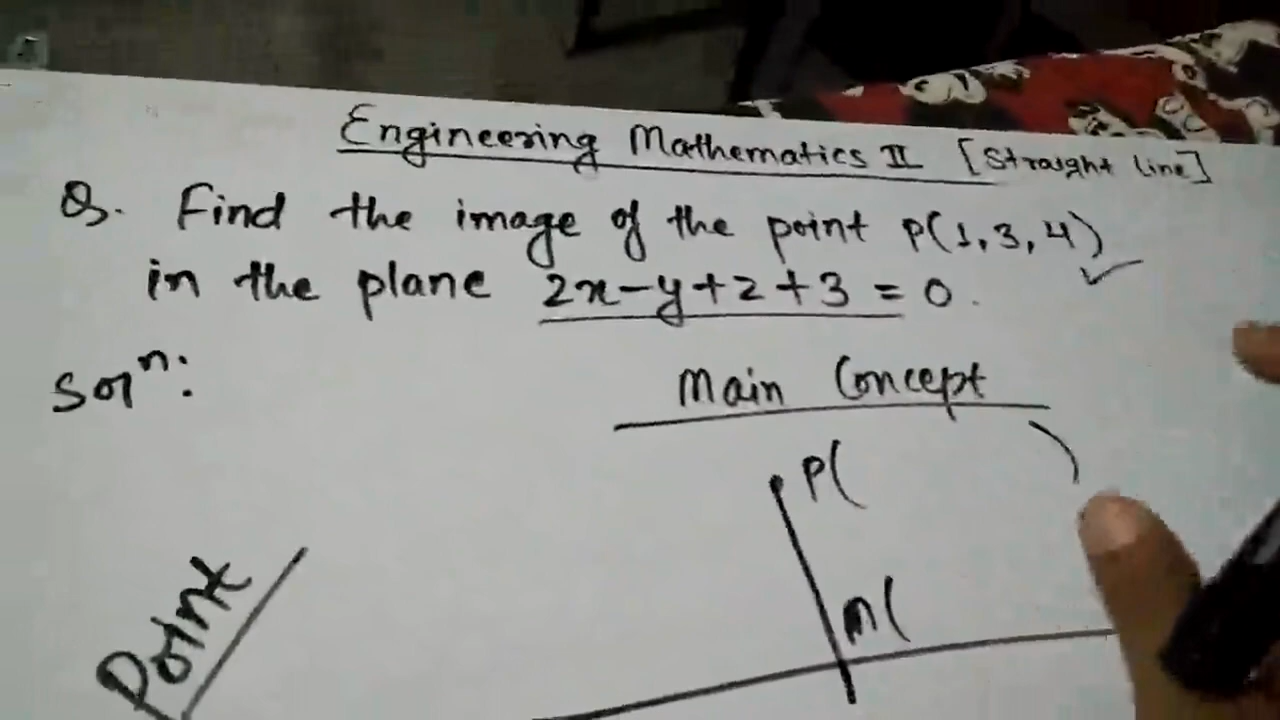 Engineering Mathematics II [Straight Line]
Q. Find the image of the point P(1,3,4)
in the plane 2x-y+z+3=0.
Solⁿ:
Main Concept
P( )
M(
Point